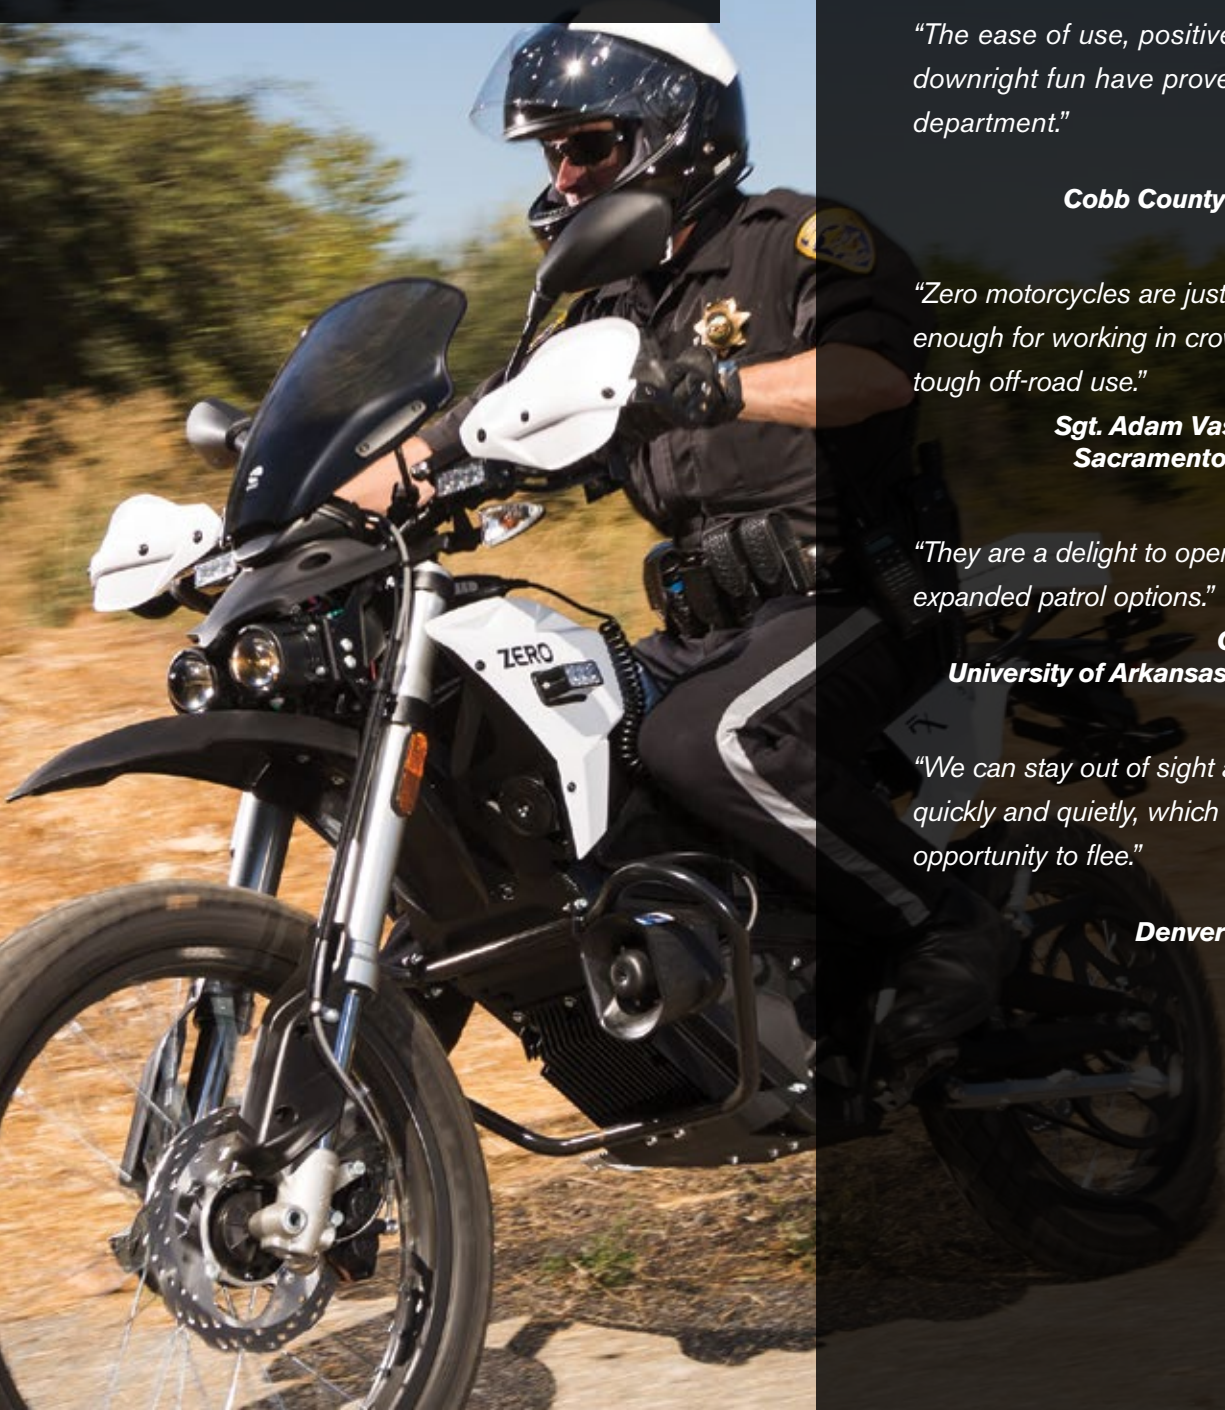 “The ease of use, positive
downright fun have prove
department.”
Cobb County
“Zero motorcycles are just
enough for working in crow
tough off-road use.”
Sgt. Adam Vas
Sacramento
“They are a delight to oper
expanded patrol options.”
University of Arkansas
“We can stay out of sight a
quickly and quietly, which
opportunity to flee.”
Denver
ZERO
FX